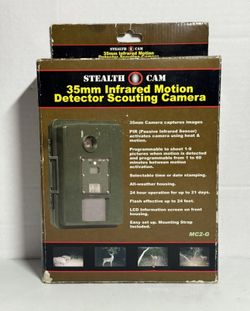 STEALTH CAM
35mm Infrared Motion
Detector Scouting Camera
STEALTH CAM
35mm Infrared Motion
Detector Scouting Camera
35mm Camera captures images
PIR (Passive Infrared Sensor)
activates camera using heat &
motion.
Programmable to shoot 1-9
pictures when motion is detected
and programmable from 1 to 60
minutes between motion
activation.
Selectable time or date stamping.
All-weather housing.
24 hour operation for up to 21 days.
Flash effective up to 24 feet.
LCD Information screen on front
housing.
Easy set up. Mounting Strap
Included.
MC2-G